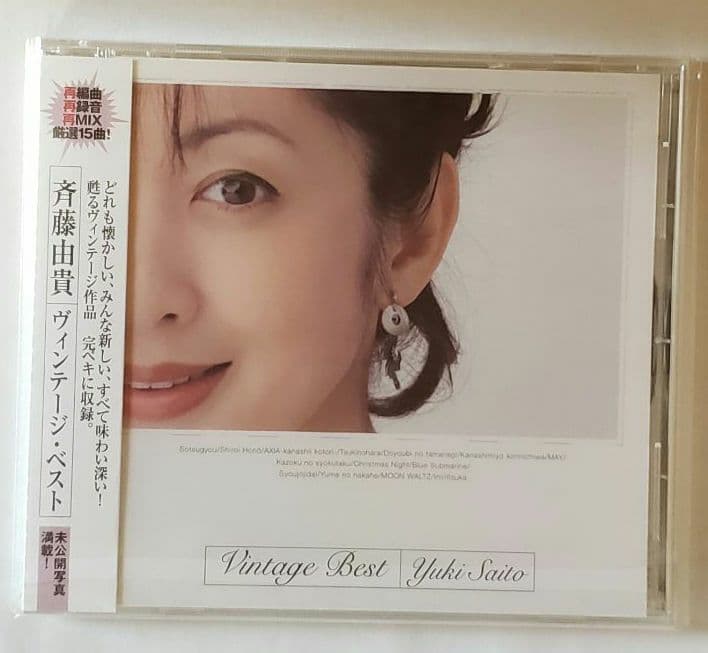 再編曲
再録音
再MIX
厳選15曲!
どれも懐かしい、みんな新しい、すべて味わい深い!
甦るヴィンテージ作品 完ペキに収録。
斉藤由貴
ヴィンテージ・ベスト
未公開写真
満載!
Sotsugyou/Shiroi Hono/AXIA-kanashii kotori-/Tsukinohara/Doyoubi no tamanegi/Kanashimiyo konnichiwa/MAY/
Kazoku no syokutaku/Christmas Night/Blue Submarine/
Syoujojidai/Yume no nakahe/MOON WALTZ/Imiritsuka
Vintage Best
Yuki Saito